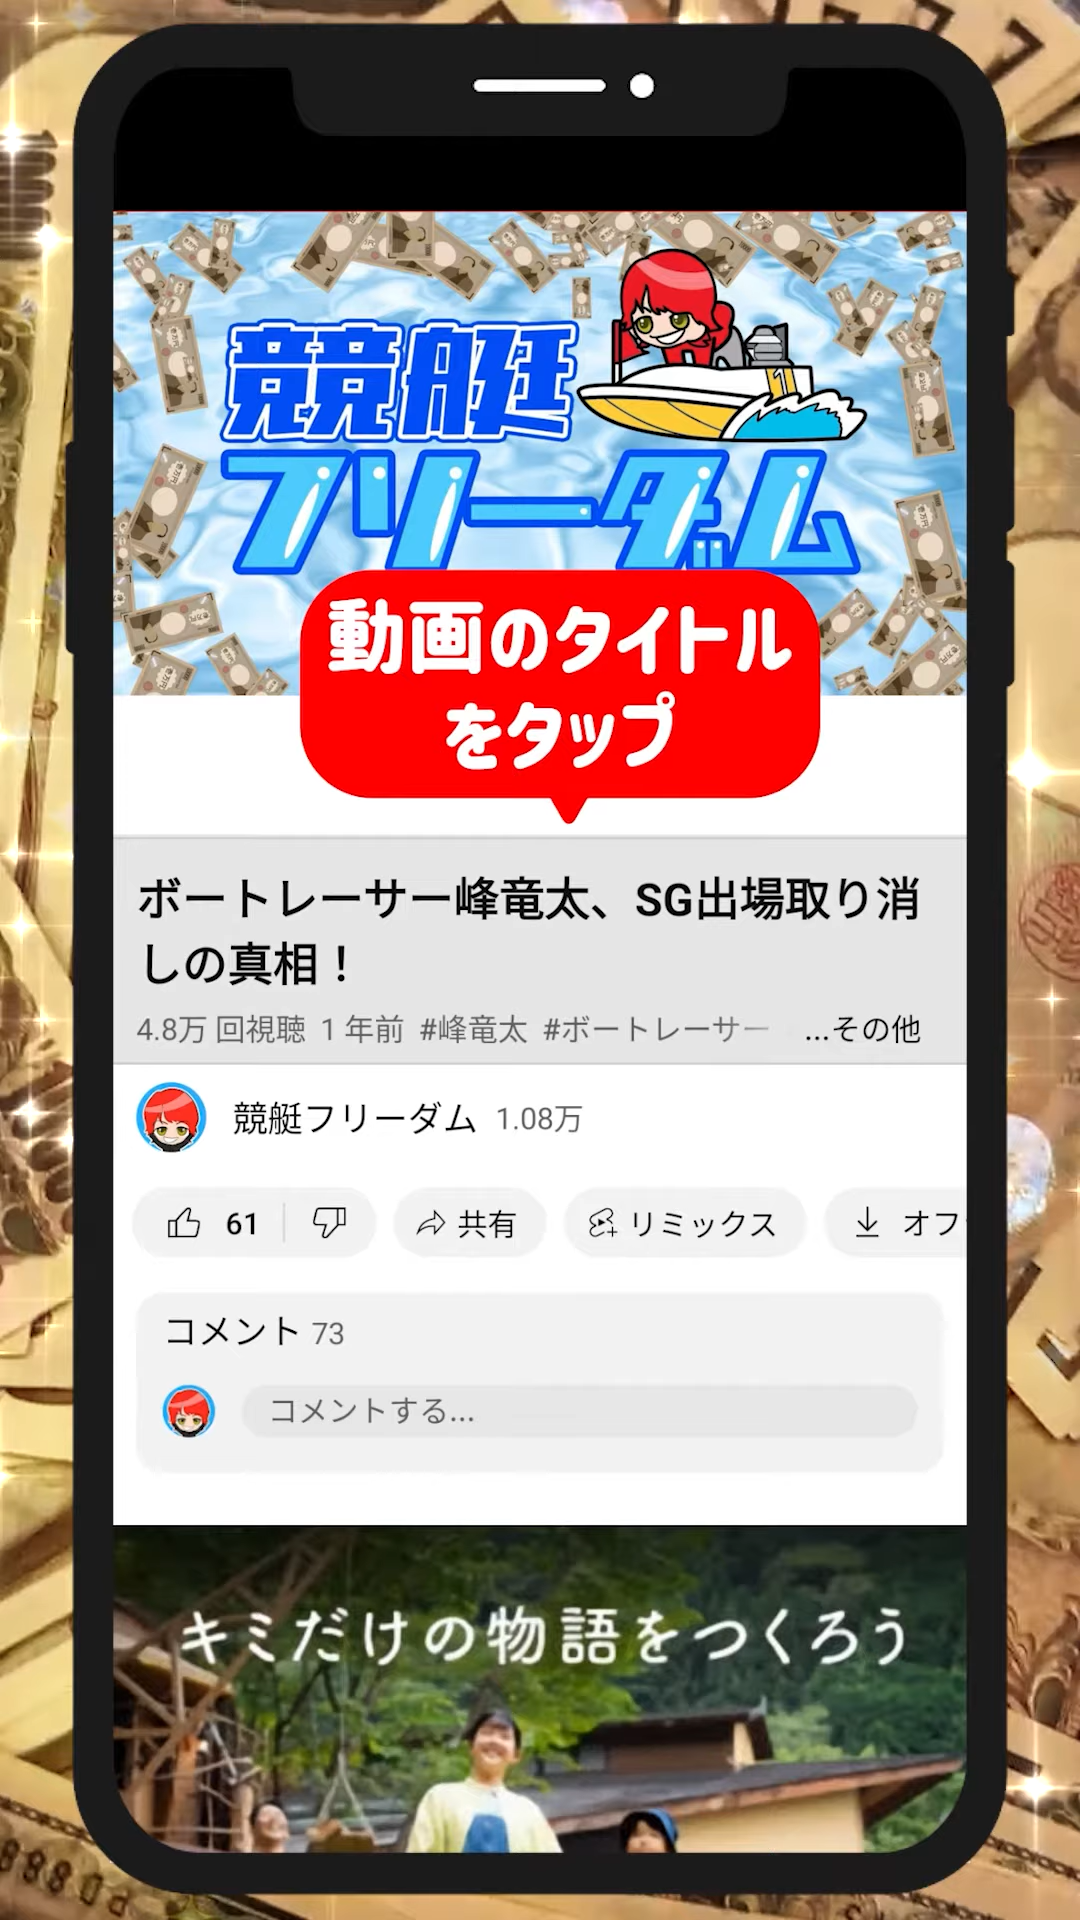 競艇
フリーダム
動画のタイトル
をタップ
ボートレーサー峰竜太、SG出場取り消
しの真相！
4.8万 回視聴 1 年前 #峰竜太 #ボートレーサー ...その他
競艇フリーダム 1.08万
61 共有 リミックス オフ
コメント 73
コメントする...
キミだけの物語をつくろう